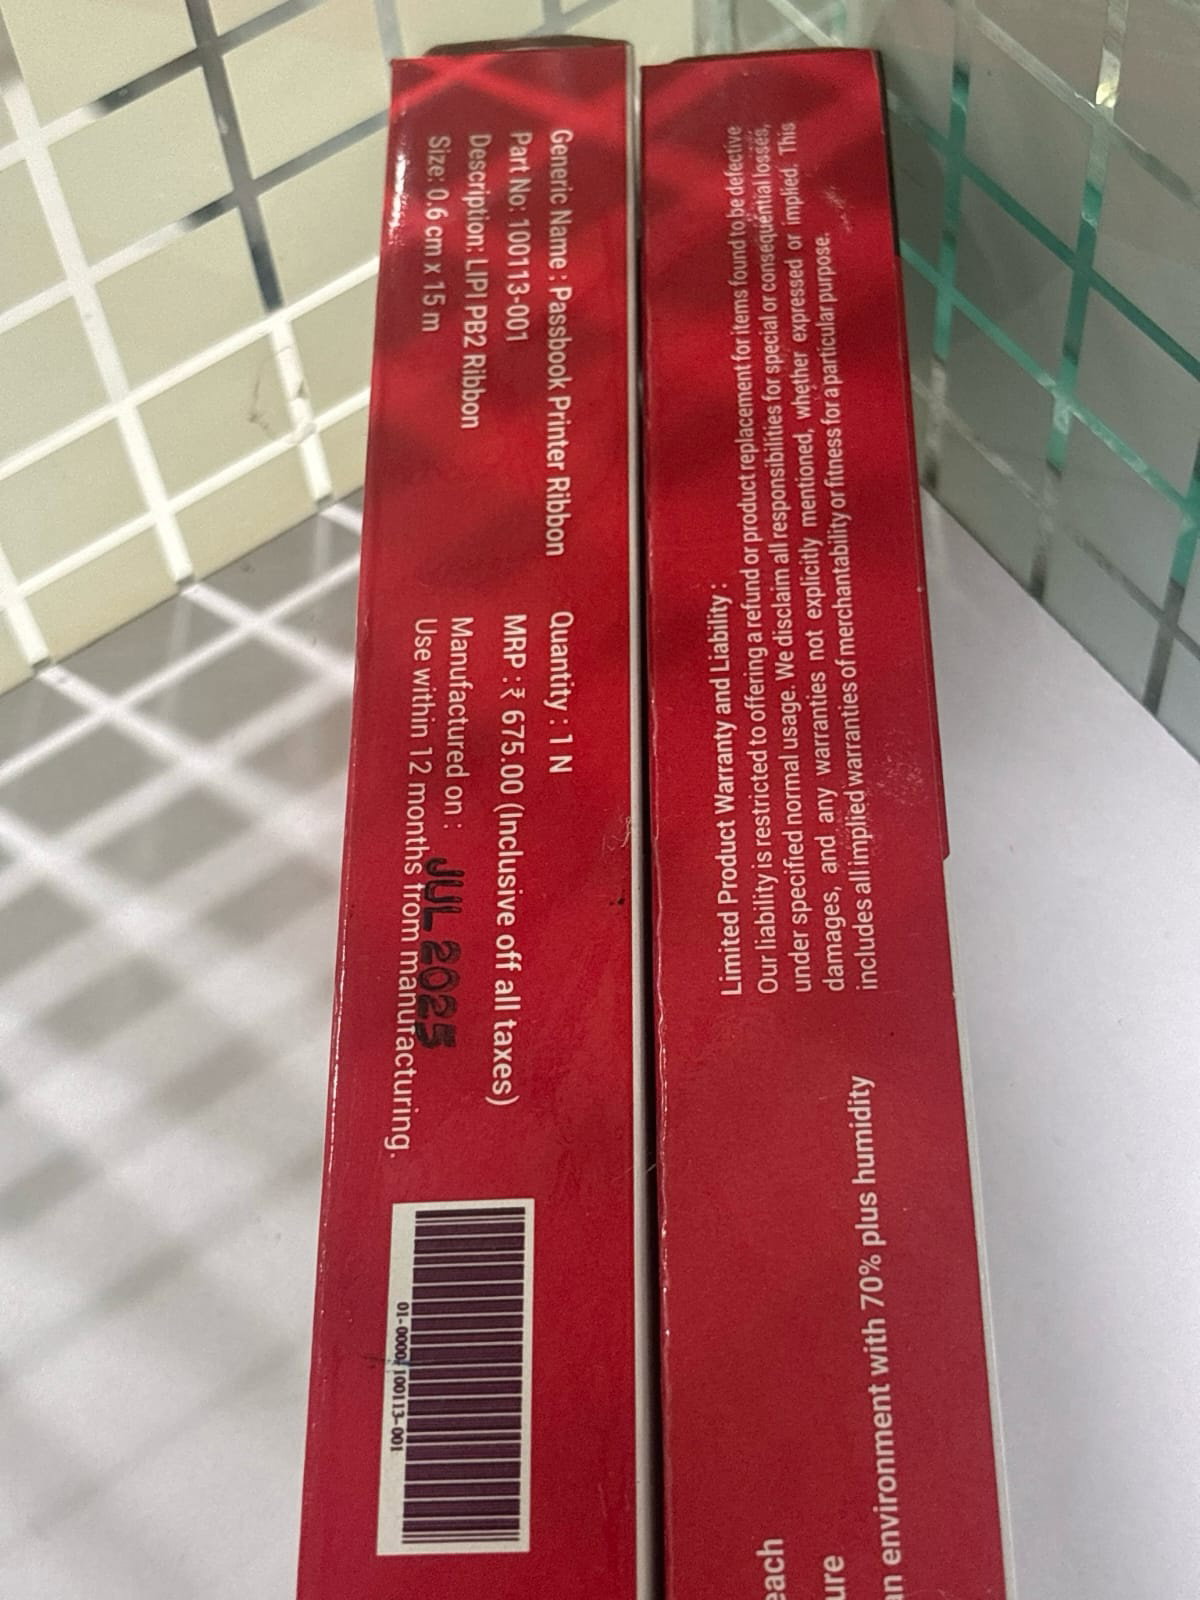 Generic Name : Passbook Printer Ribbon
Part No: 100113-001
Description: LIPI PB2 Ribbon
Size: 0.6 cm x 15 m
Quantity : 1 N
MRP : ₹ 675.00 (Inclusive off all taxes)
Manufactured on : JUL 2025
Use within 12 months from manufacturing.
01-0000-100113-001
Limited Product Warranty and Liability :
Our liability is restricted to offering a refund or product replacement for items found to be defective
under specified normal usage. We disclaim all responsibilities for special or consequential losses,
damages, and any warranties not explicitly mentioned, whether expressed or implied. This
includes all implied warranties of merchantability or fitness for a particular purpose.
each
ure
an environment with 70% plus humidity